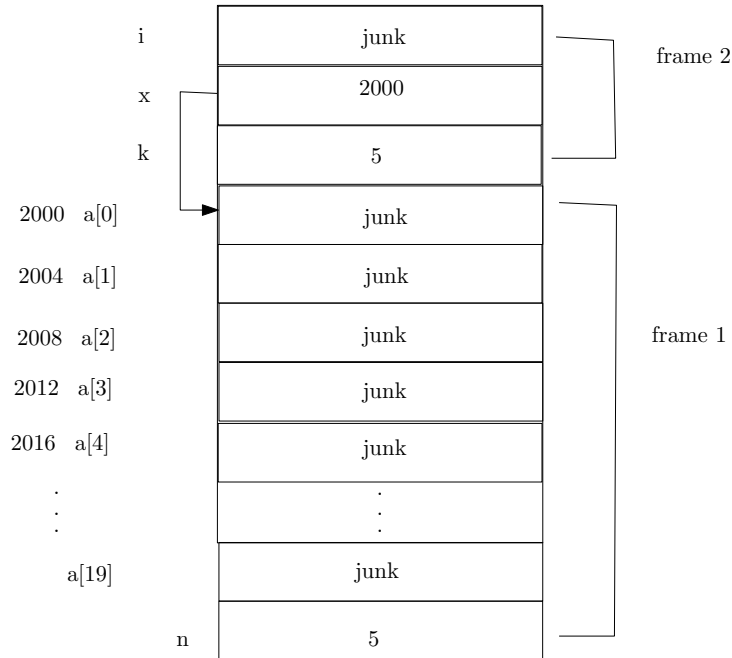 i junk
frame 2
x 2000
k 5
2000 a[0] junk
2004 a[1] junk
2008 a[2] junk
frame 1
2012 a[3] junk
2016 a[4] junk
. .
. .
. .
a[19] junk
n 5